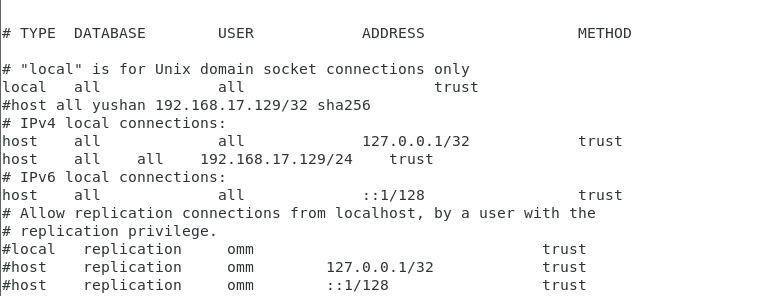 # TYPE  DATABASE        USER            ADDRESS                 METHOD
# "local" is for Unix domain socket connections only
local   all             all                     trust
#host all yushan 192.168.17.129/32 sha256
# IPv4 local connections:
host    all             all             127.0.0.1/32            trust
host    all    all    192.168.17.129/24    trust
# IPv6 local connections:
host    all             all             ::1/128                 trust
# Allow replication connections from localhost, by a user with the
# replication privilege.
#local   replication     omm                                trust
#host    replication     omm        127.0.0.1/32            trust
#host    replication     omm        ::1/128                 trust